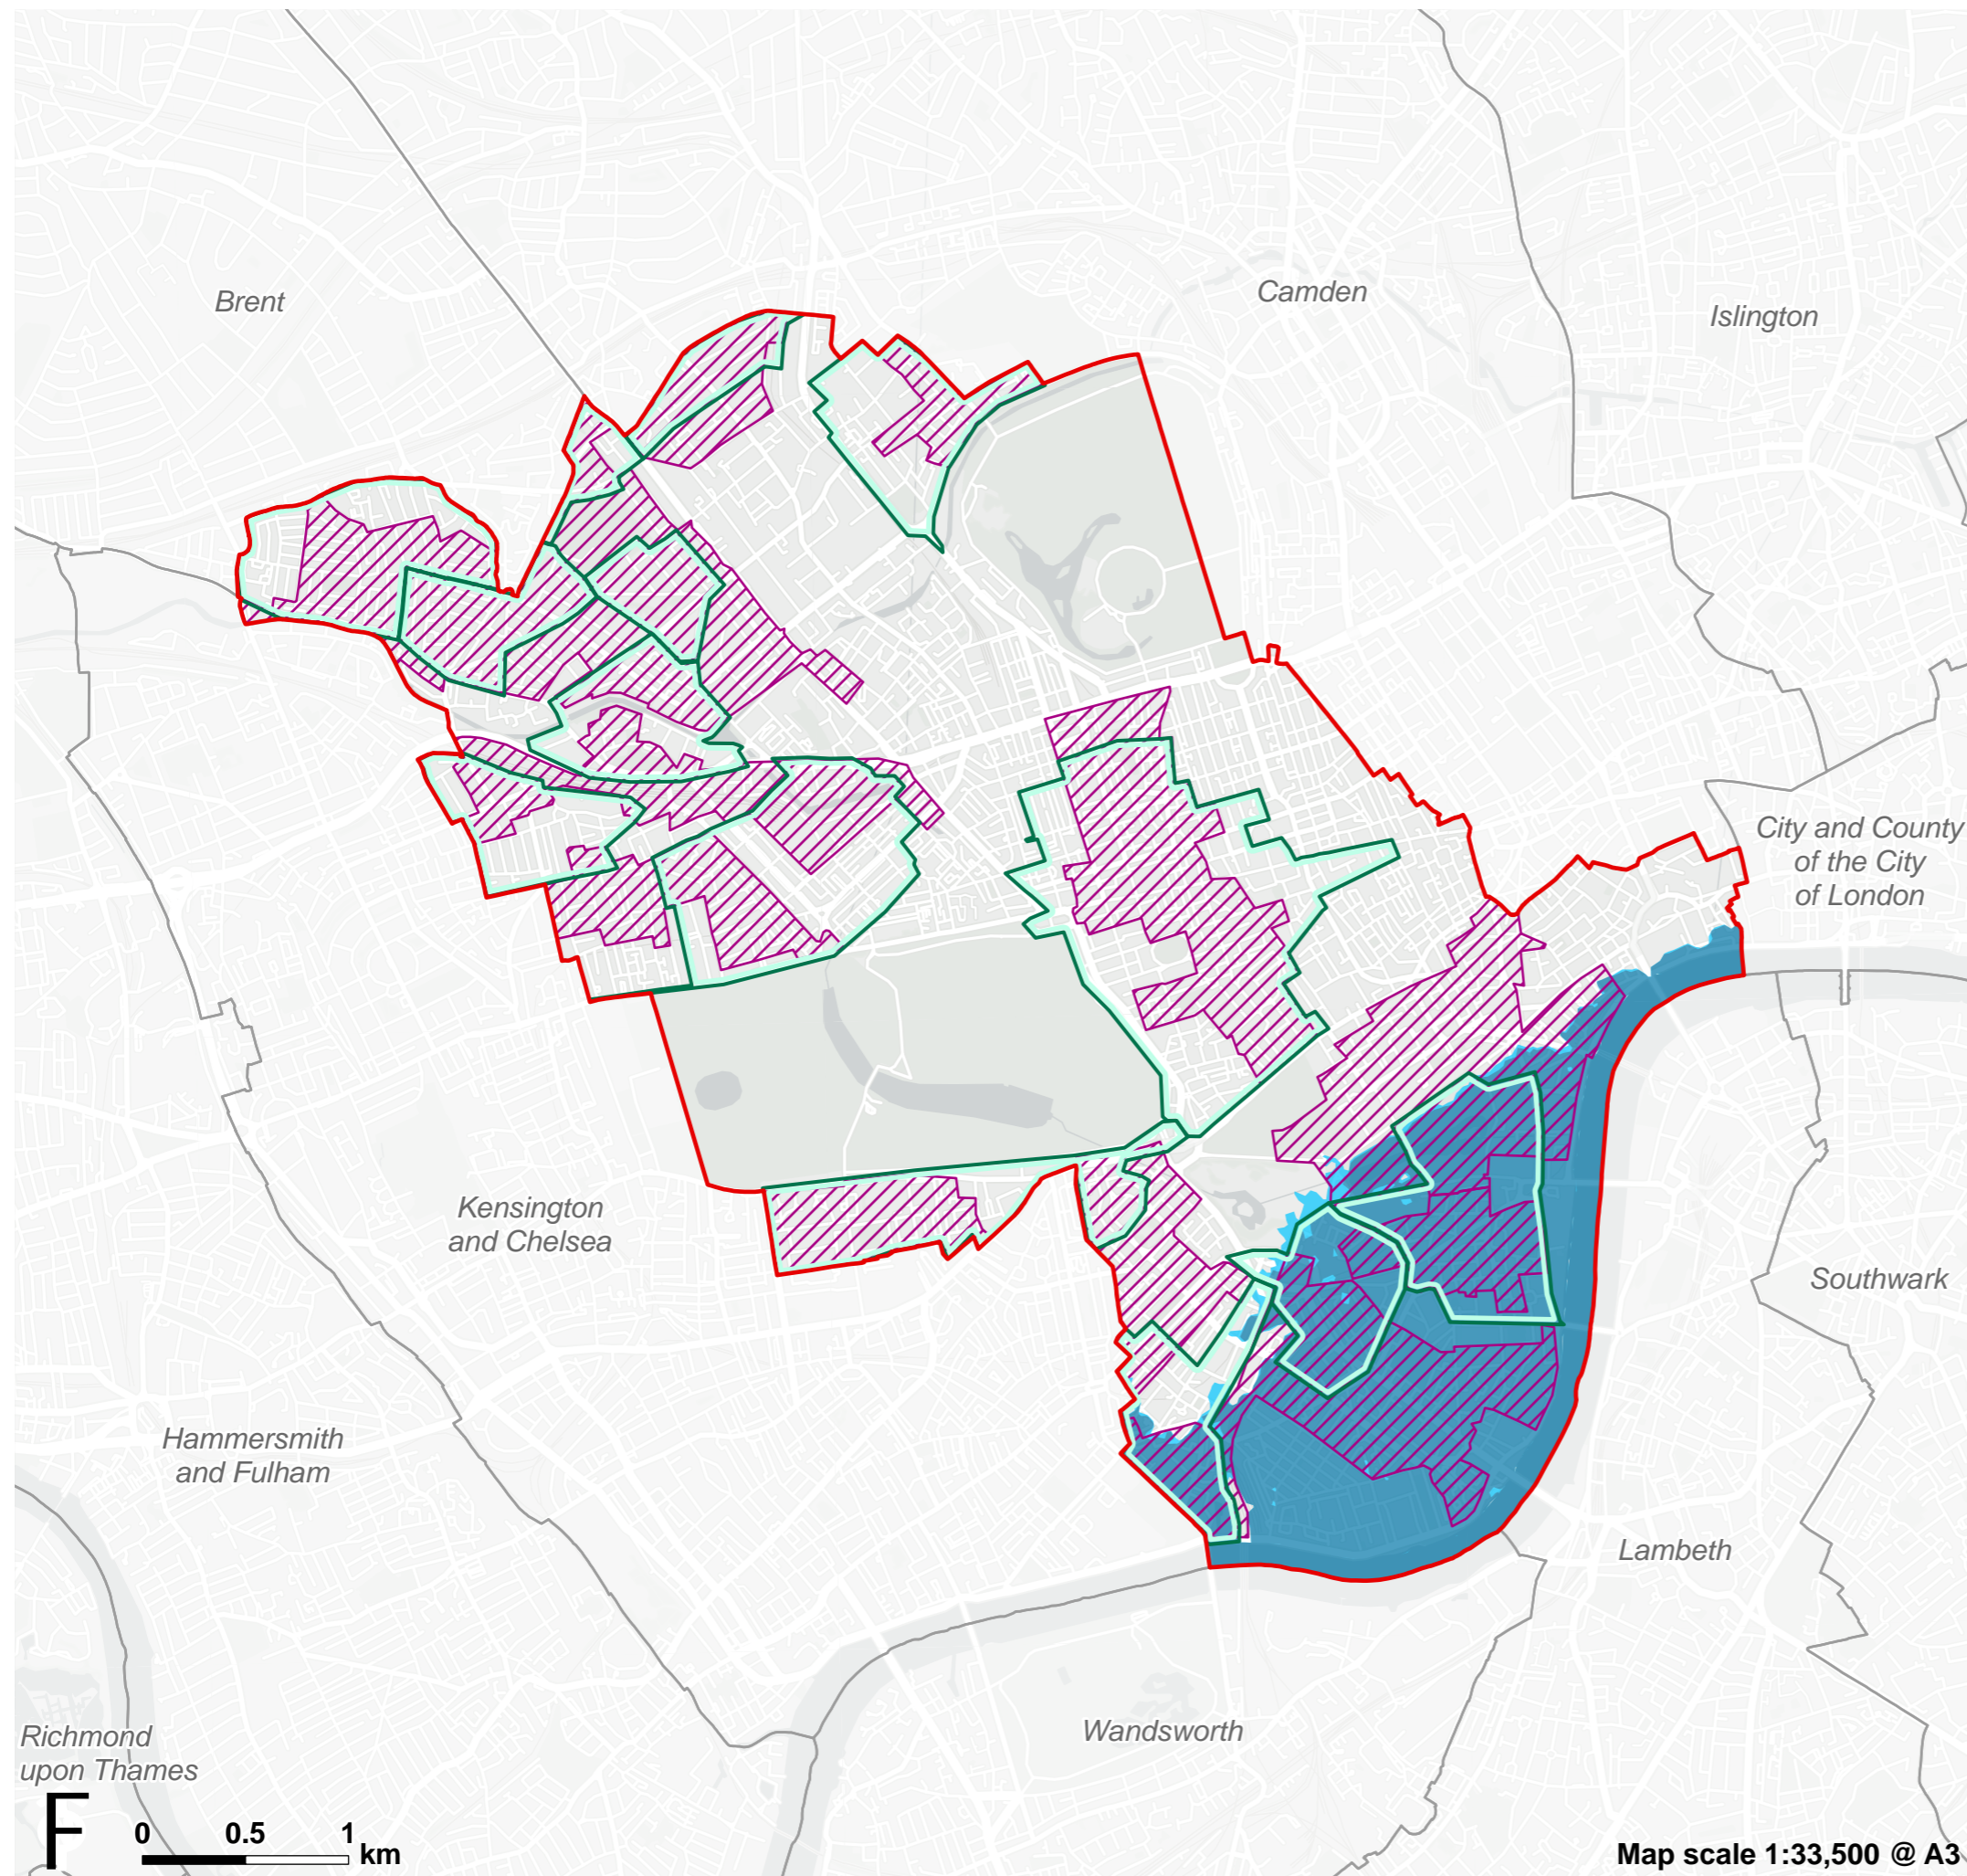 Brent
Camden
Islington
City and County
of the City
of London
Kensington
and Chelsea
Southwark
Hammersmith
and Fulham
Lambeth
Wandsworth
Richmond
upon Thames
F
0 0.5 1 km
Map scale 1:33,500 @ A3